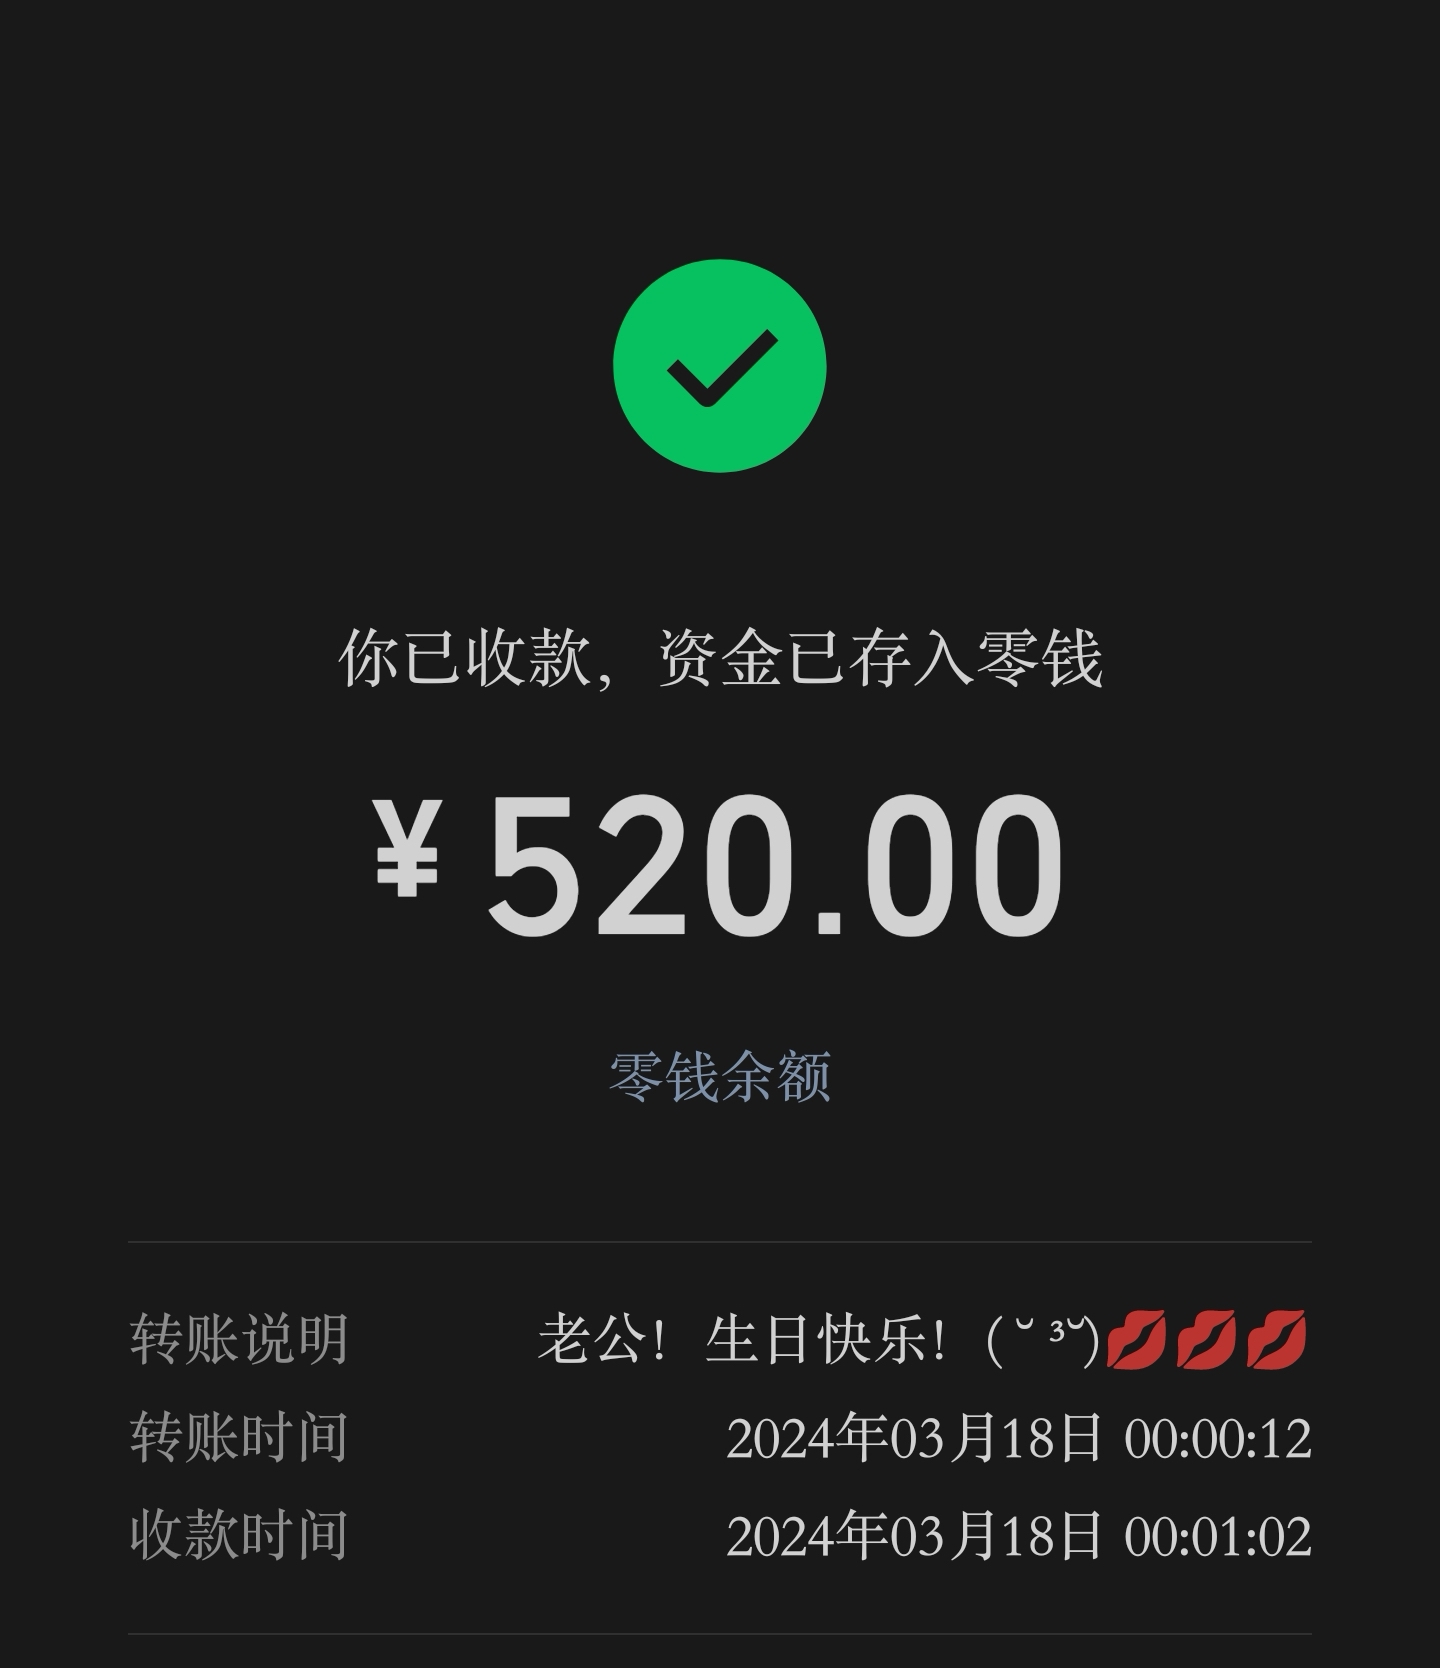 你已收款，资金已存入零钱
¥520.00
零钱余额
转账说明 老公！生日快乐！( ˘ ³˘)💋💋💋
转账时间 2024年03月18日 00:00:12
收款时间 2024年03月18日 00:01:02